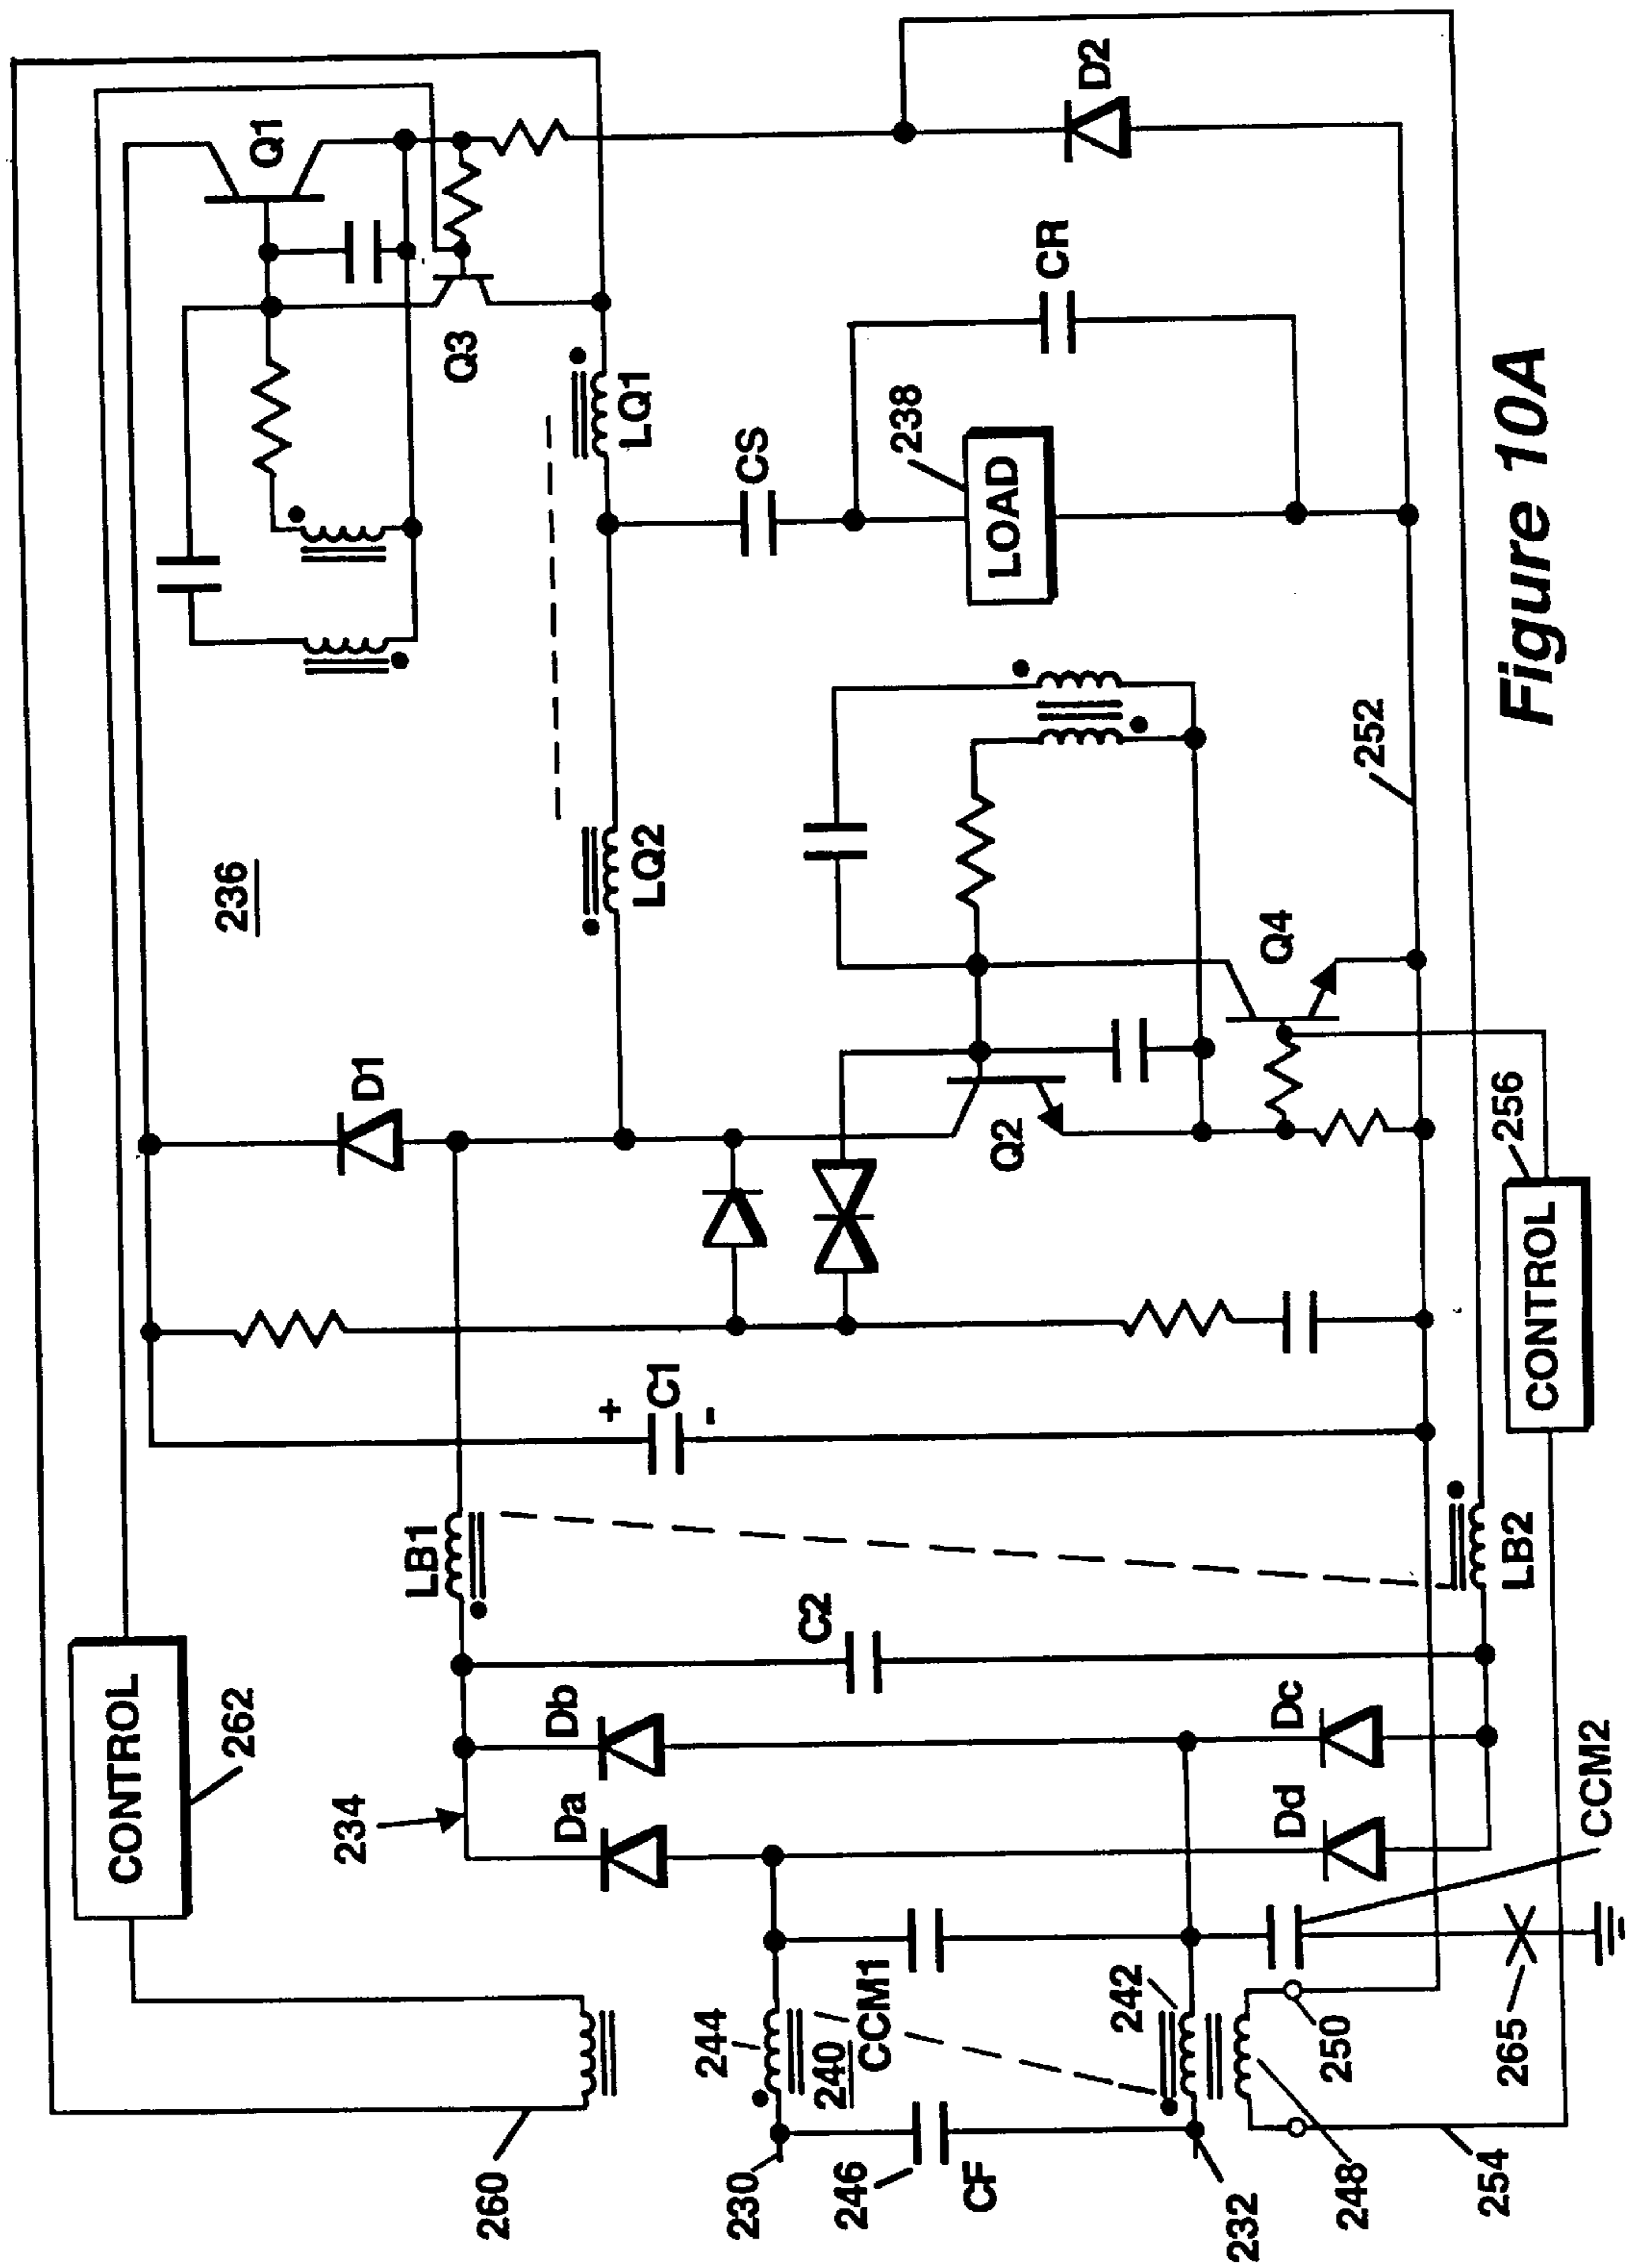 Figure 10A
CONTROL
262
236
Q1
D2
Q3
LQ1
LQ2
D1
CS
238
LOAD
CR
234
LB1
C2
C1
+
-
Q2
Q4
252
256
CONTROL
LB2
Da
Db
Dc
Dd
CCM2
CCM1
244
240
242
230
246
CF
232
248
250
254
260
265